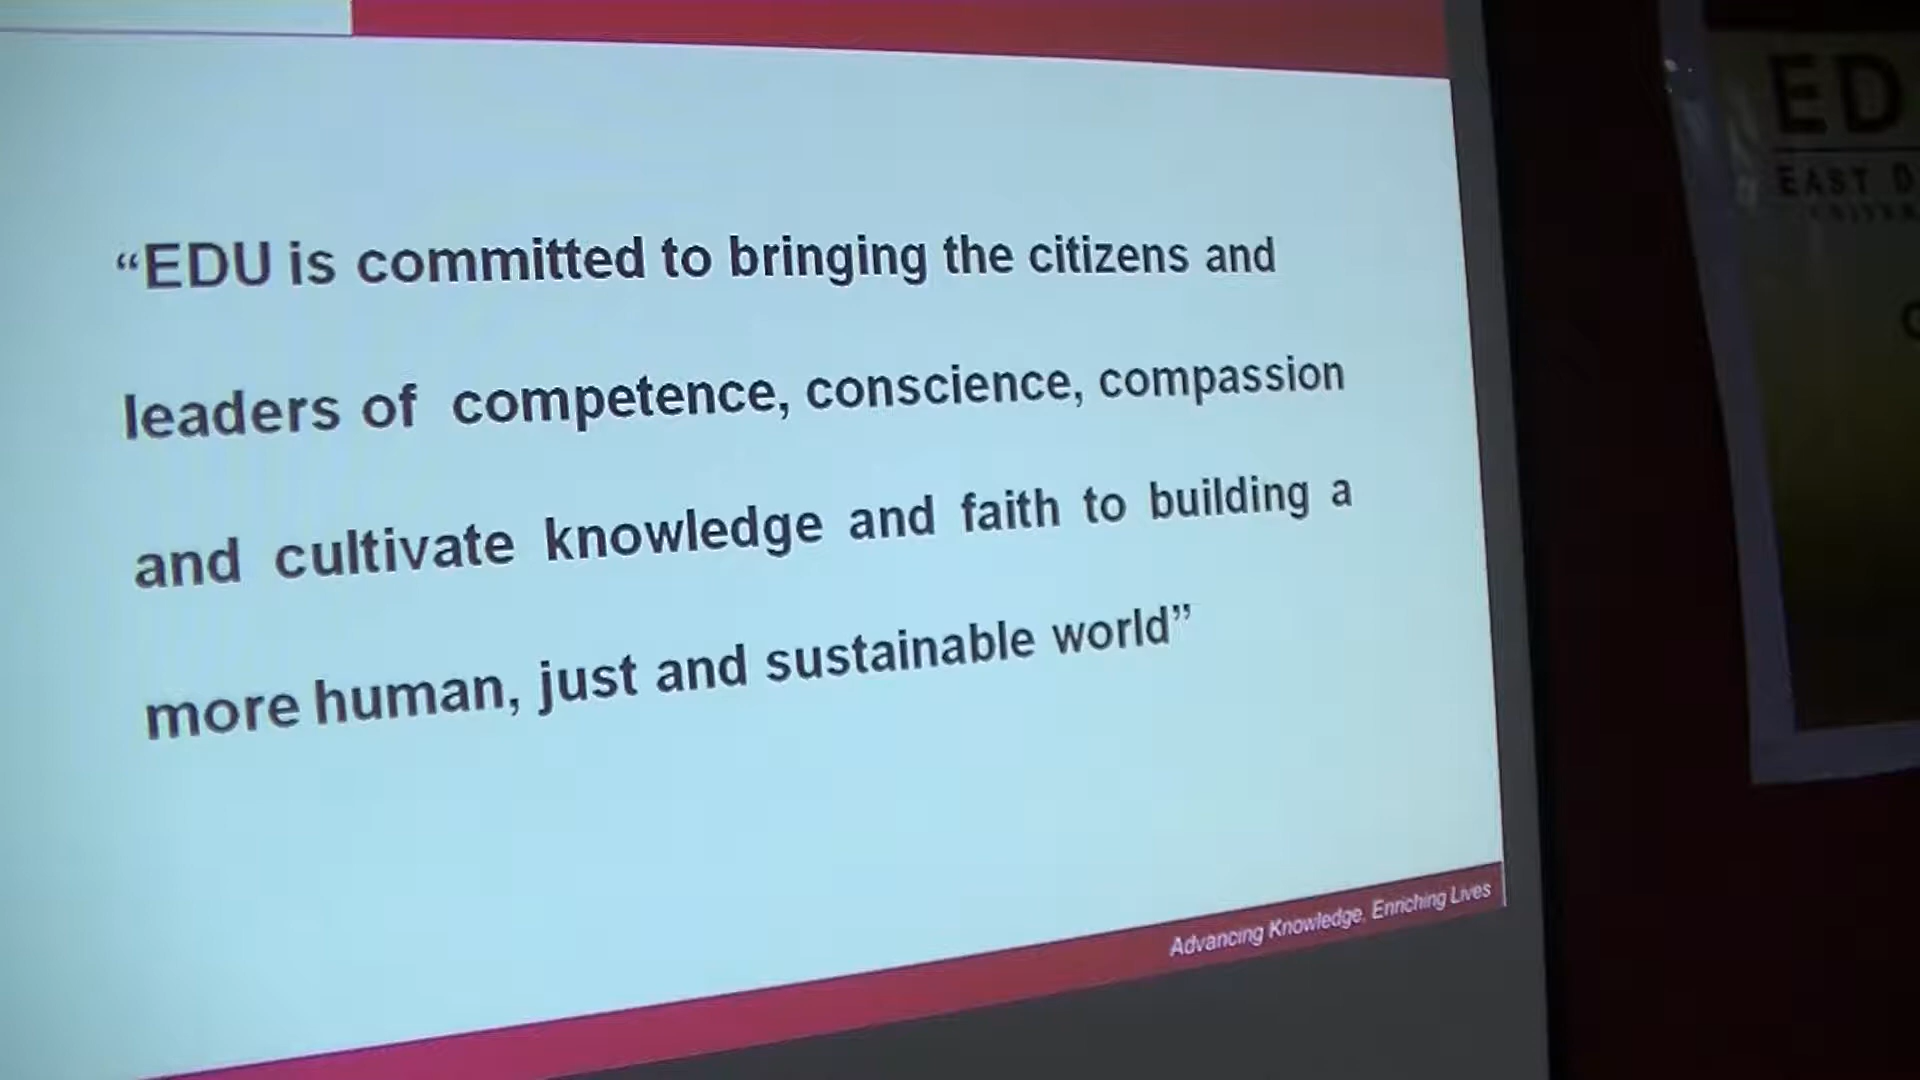 “EDU is committed to bringing the citizens and
leaders of competence, conscience, compassion
and cultivate knowledge and faith to building a
more human, just and sustainable world”
Advancing Knowledge, Enriching Lives
ED
EAST D